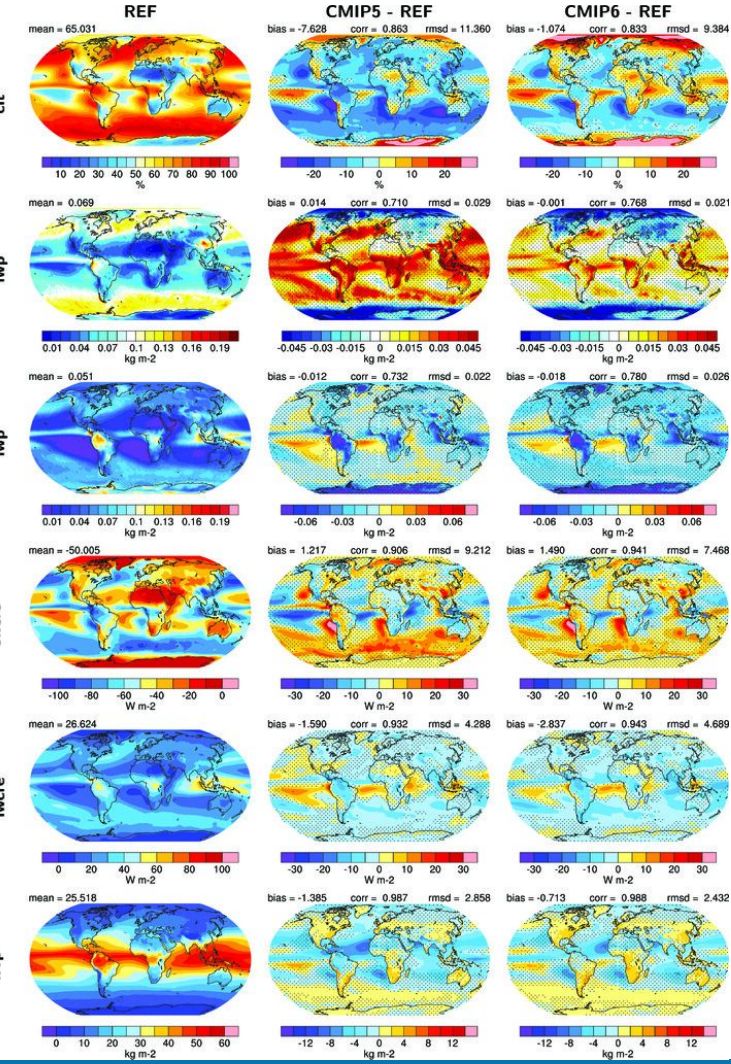 REF CMIP5 - REF CMIP6 - REF
mean = 65.031 bias = -7.628 corr = 0.863 rmsd = 11.360 bias = -1.074 corr = 0.833 rmsd = 9.384
clt
10 20 30 40 50 60 70 80 90 100 -20 -10 0 10 20 -20 -10 0 10 20
% % %
mean = 0.069 bias = 0.014 corr = 0.710 rmsd = 0.029 bias = -0.001 corr = 0.768 rmsd = 0.021
0.01 0.04 0.07 0.1 0.13 0.16 0.19 -0.045 -0.03 -0.015 0 0.015 0.03 0.045 -0.045 -0.03 -0.015 0 0.015 0.03 0.045
kg m-2 kg m-2 kg m-2
mean = 0.051 bias = -0.012 corr = 0.732 rmsd = 0.022 bias = -0.018 corr = 0.780 rmsd = 0.026
0.01 0.04 0.07 0.1 0.13 0.16 0.19 -0.06 -0.03 0 0.03 0.06 -0.06 -0.03 0 0.03 0.06
kg m-2 kg m-2 kg m-2
mean = -50.005 bias = 1.217 corr = 0.906 rmsd = 9.212 bias = 1.490 corr = 0.941 rmsd = 7.468
-100 -80 -60 -40 -20 0 -30 -20 -10 0 10 20 30 -30 -20 -10 0 10 20 30
W m-2 W m-2 W m-2
mean = 26.624 bias = -1.590 corr = 0.932 rmsd = 4.288 bias = -2.837 corr = 0.943 rmsd = 4.689
lwcre
0 20 40 60 80 100 -30 -20 -10 0 10 20 30 -30 -20 -10 0 10 20 30
W m-2 W m-2 W m-2
mean = 25.518 bias = -1.385 corr = 0.987 rmsd = 2.858 bias = -0.713 corr = 0.988 rmsd = 2.432
0 10 20 30 40 50 60 -12 -8 -4 0 4 8 12 -12 -8 -4 0 4 8 12
kg m-2 kg m-2 kg m-2